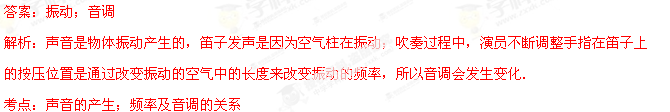 答案：振动；音调
解析：声音是物体振动产生的，笛子发声是因为空气柱在振动；吹奏过程中，演员不断调整手指在笛子上
的按压位置是通过改变振动的空气中的长度来改变振动的频率，所以音调会发生变化．
考点：声音的产生；频率及音调的关系